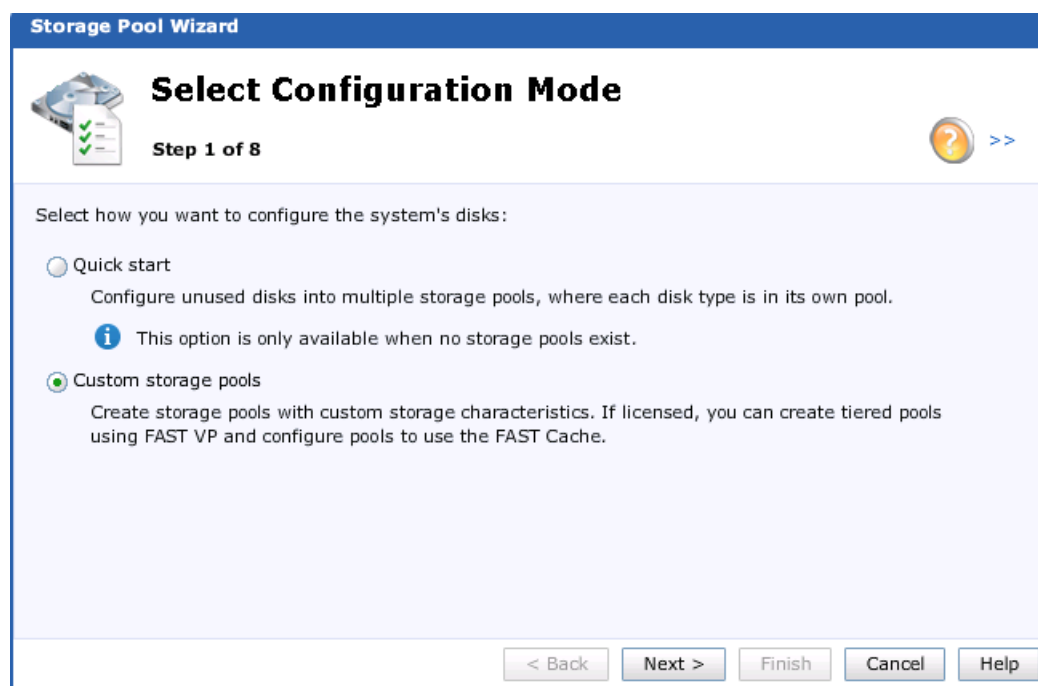 Storage Pool Wizard
Select Configuration Mode
Step 1 of 8
? >>
Select how you want to configure the system's disks:
Quick start
Configure unused disks into multiple storage pools, where each disk type is in its own pool.
i This option is only available when no storage pools exist.
Custom storage pools
Create storage pools with custom storage characteristics. If licensed, you can create tiered pools
using FAST VP and configure pools to use the FAST Cache.
< Back Next > Finish Cancel Help